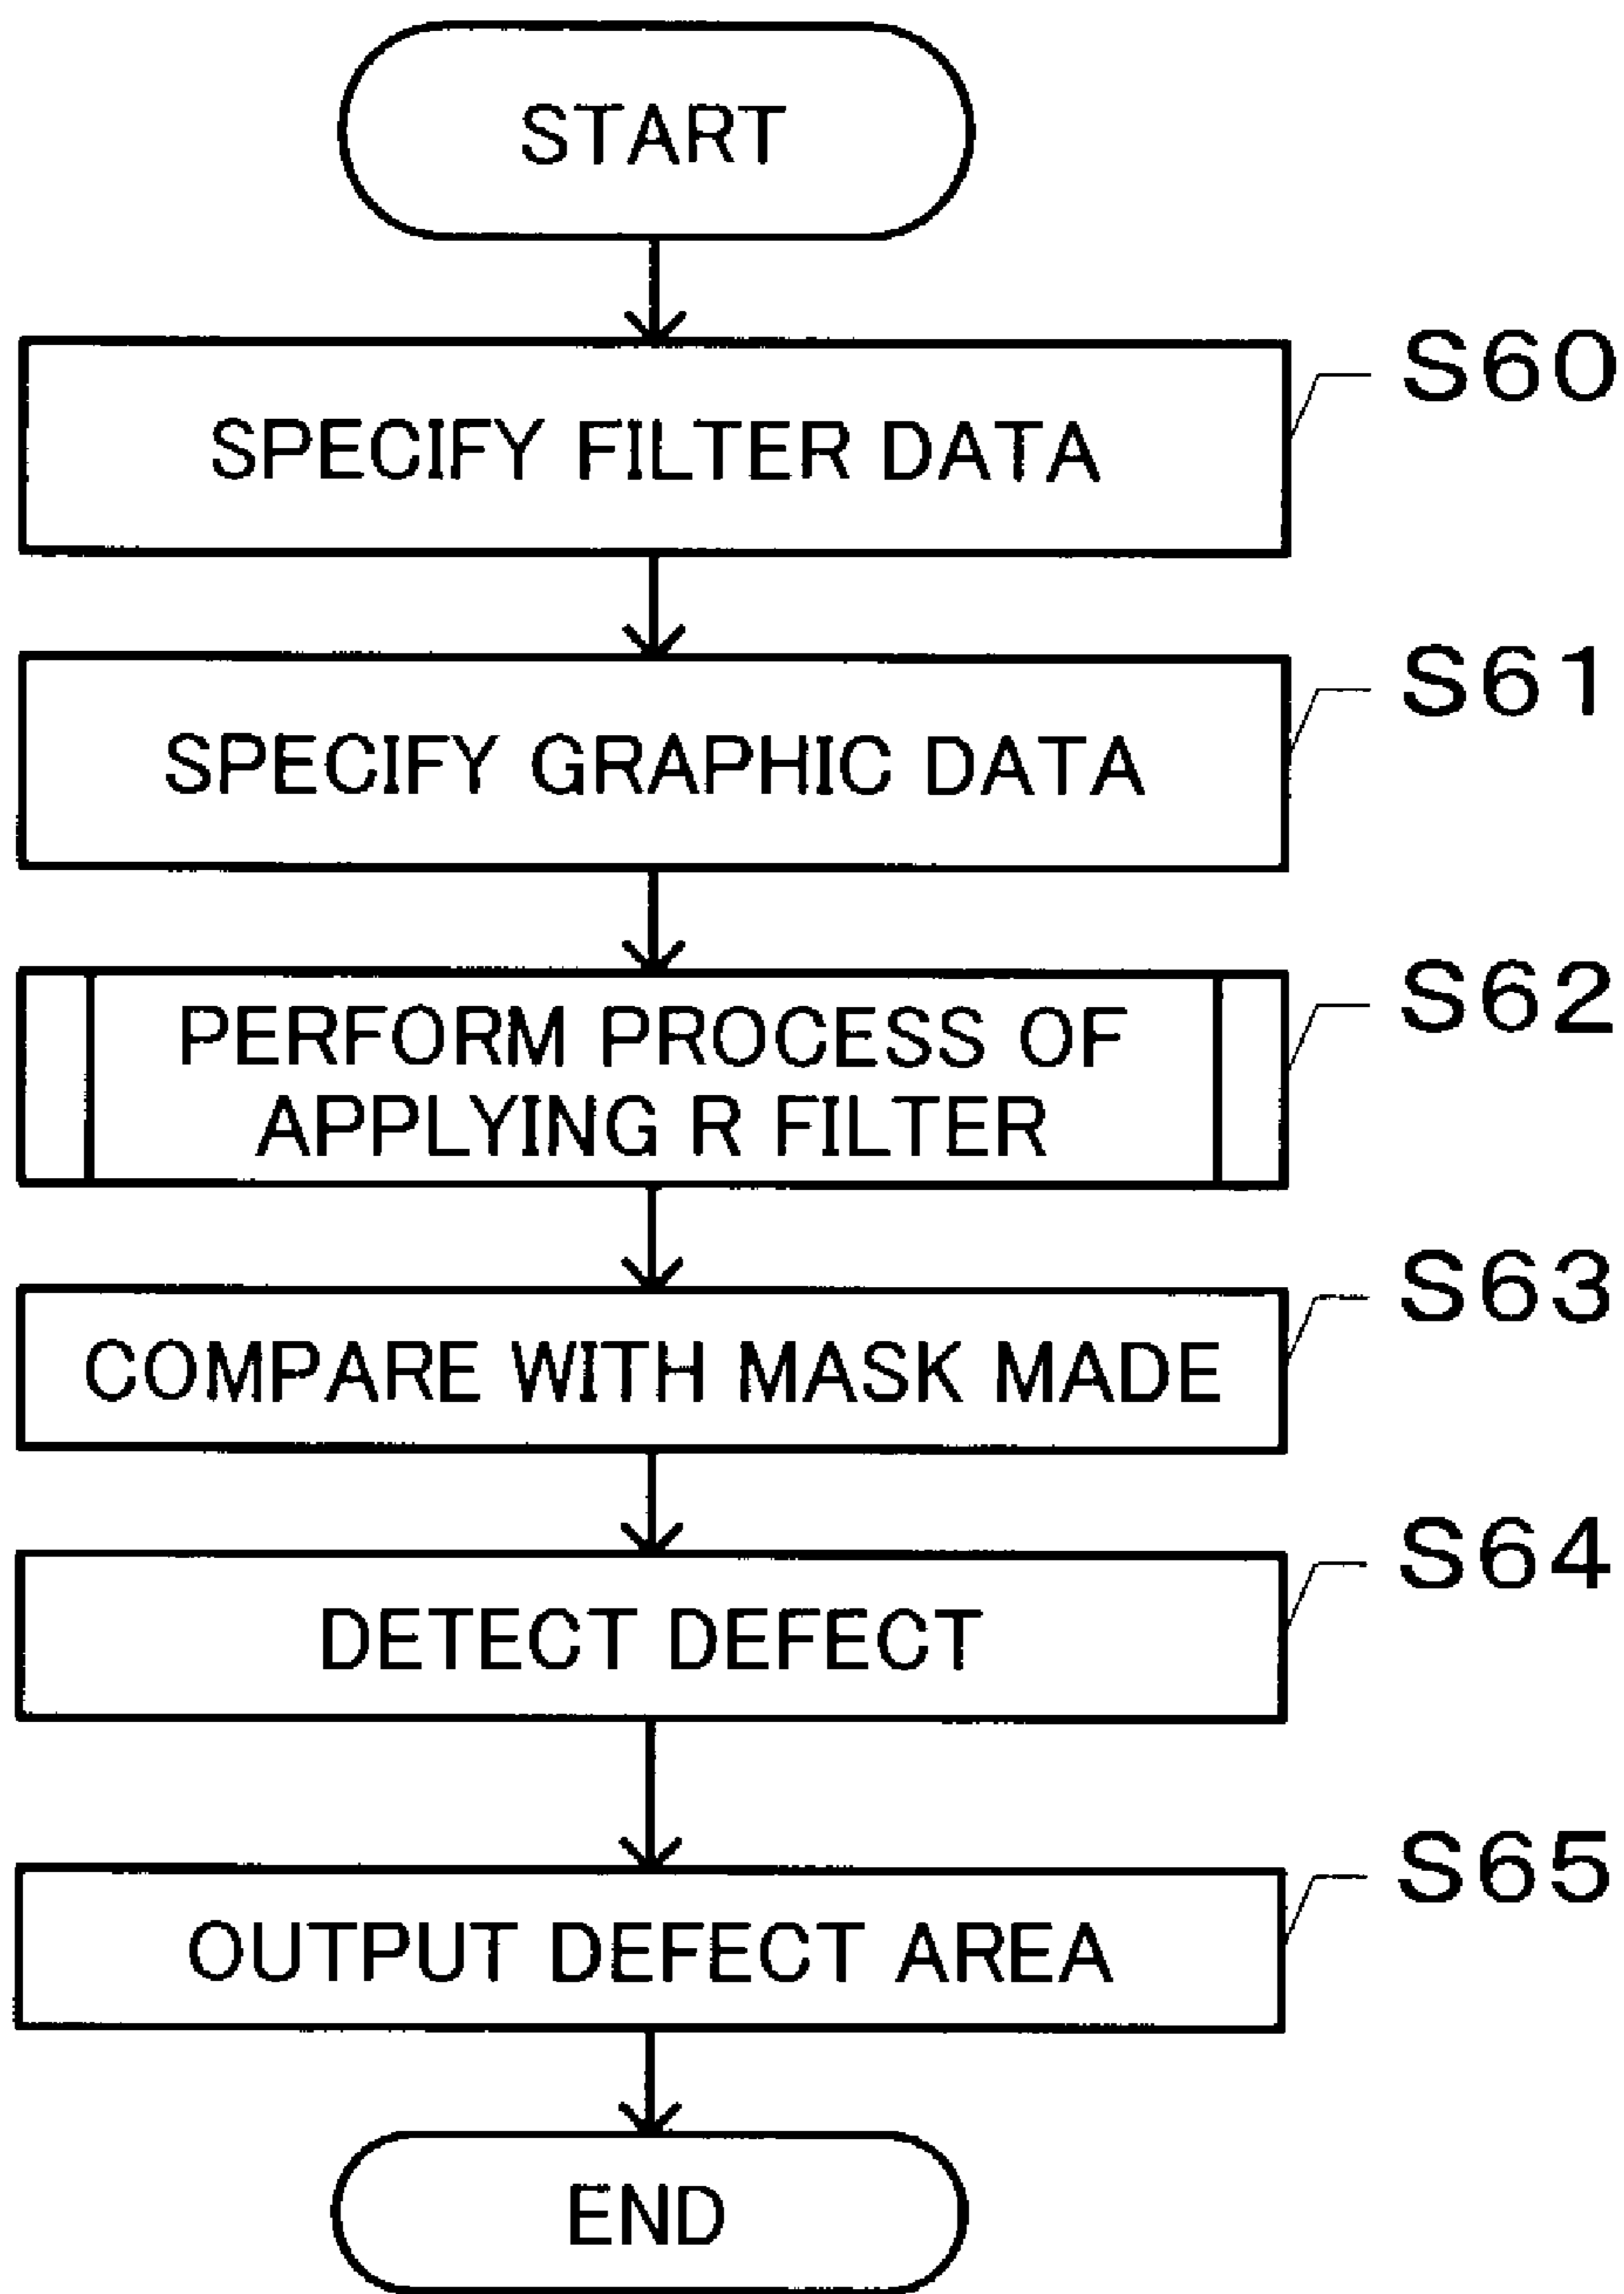 START
S60
SPECIFY FILTER DATA
S61
SPECIFY GRAPHIC DATA
S62
PERFORM PROCESS OF
APPLYING R FILTER
S63
COMPARE WITH MASK MADE
S64
DETECT DEFECT
S65
OUTPUT DEFECT AREA
END